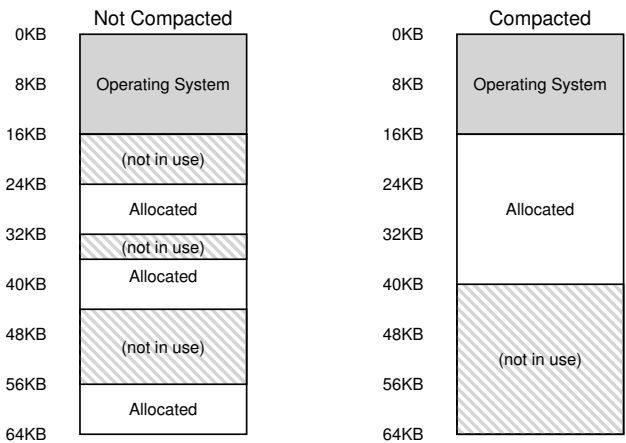 Not Compacted
0KB
8KB
16KB
24KB
32KB
40KB
48KB
56KB
64KB
Operating System
(not in use)
Allocated
(not in use)
Allocated
(not in use)
Allocated
Compacted
0KB
8KB
16KB
24KB
32KB
40KB
48KB
56KB
64KB
Operating System
Allocated
(not in use)